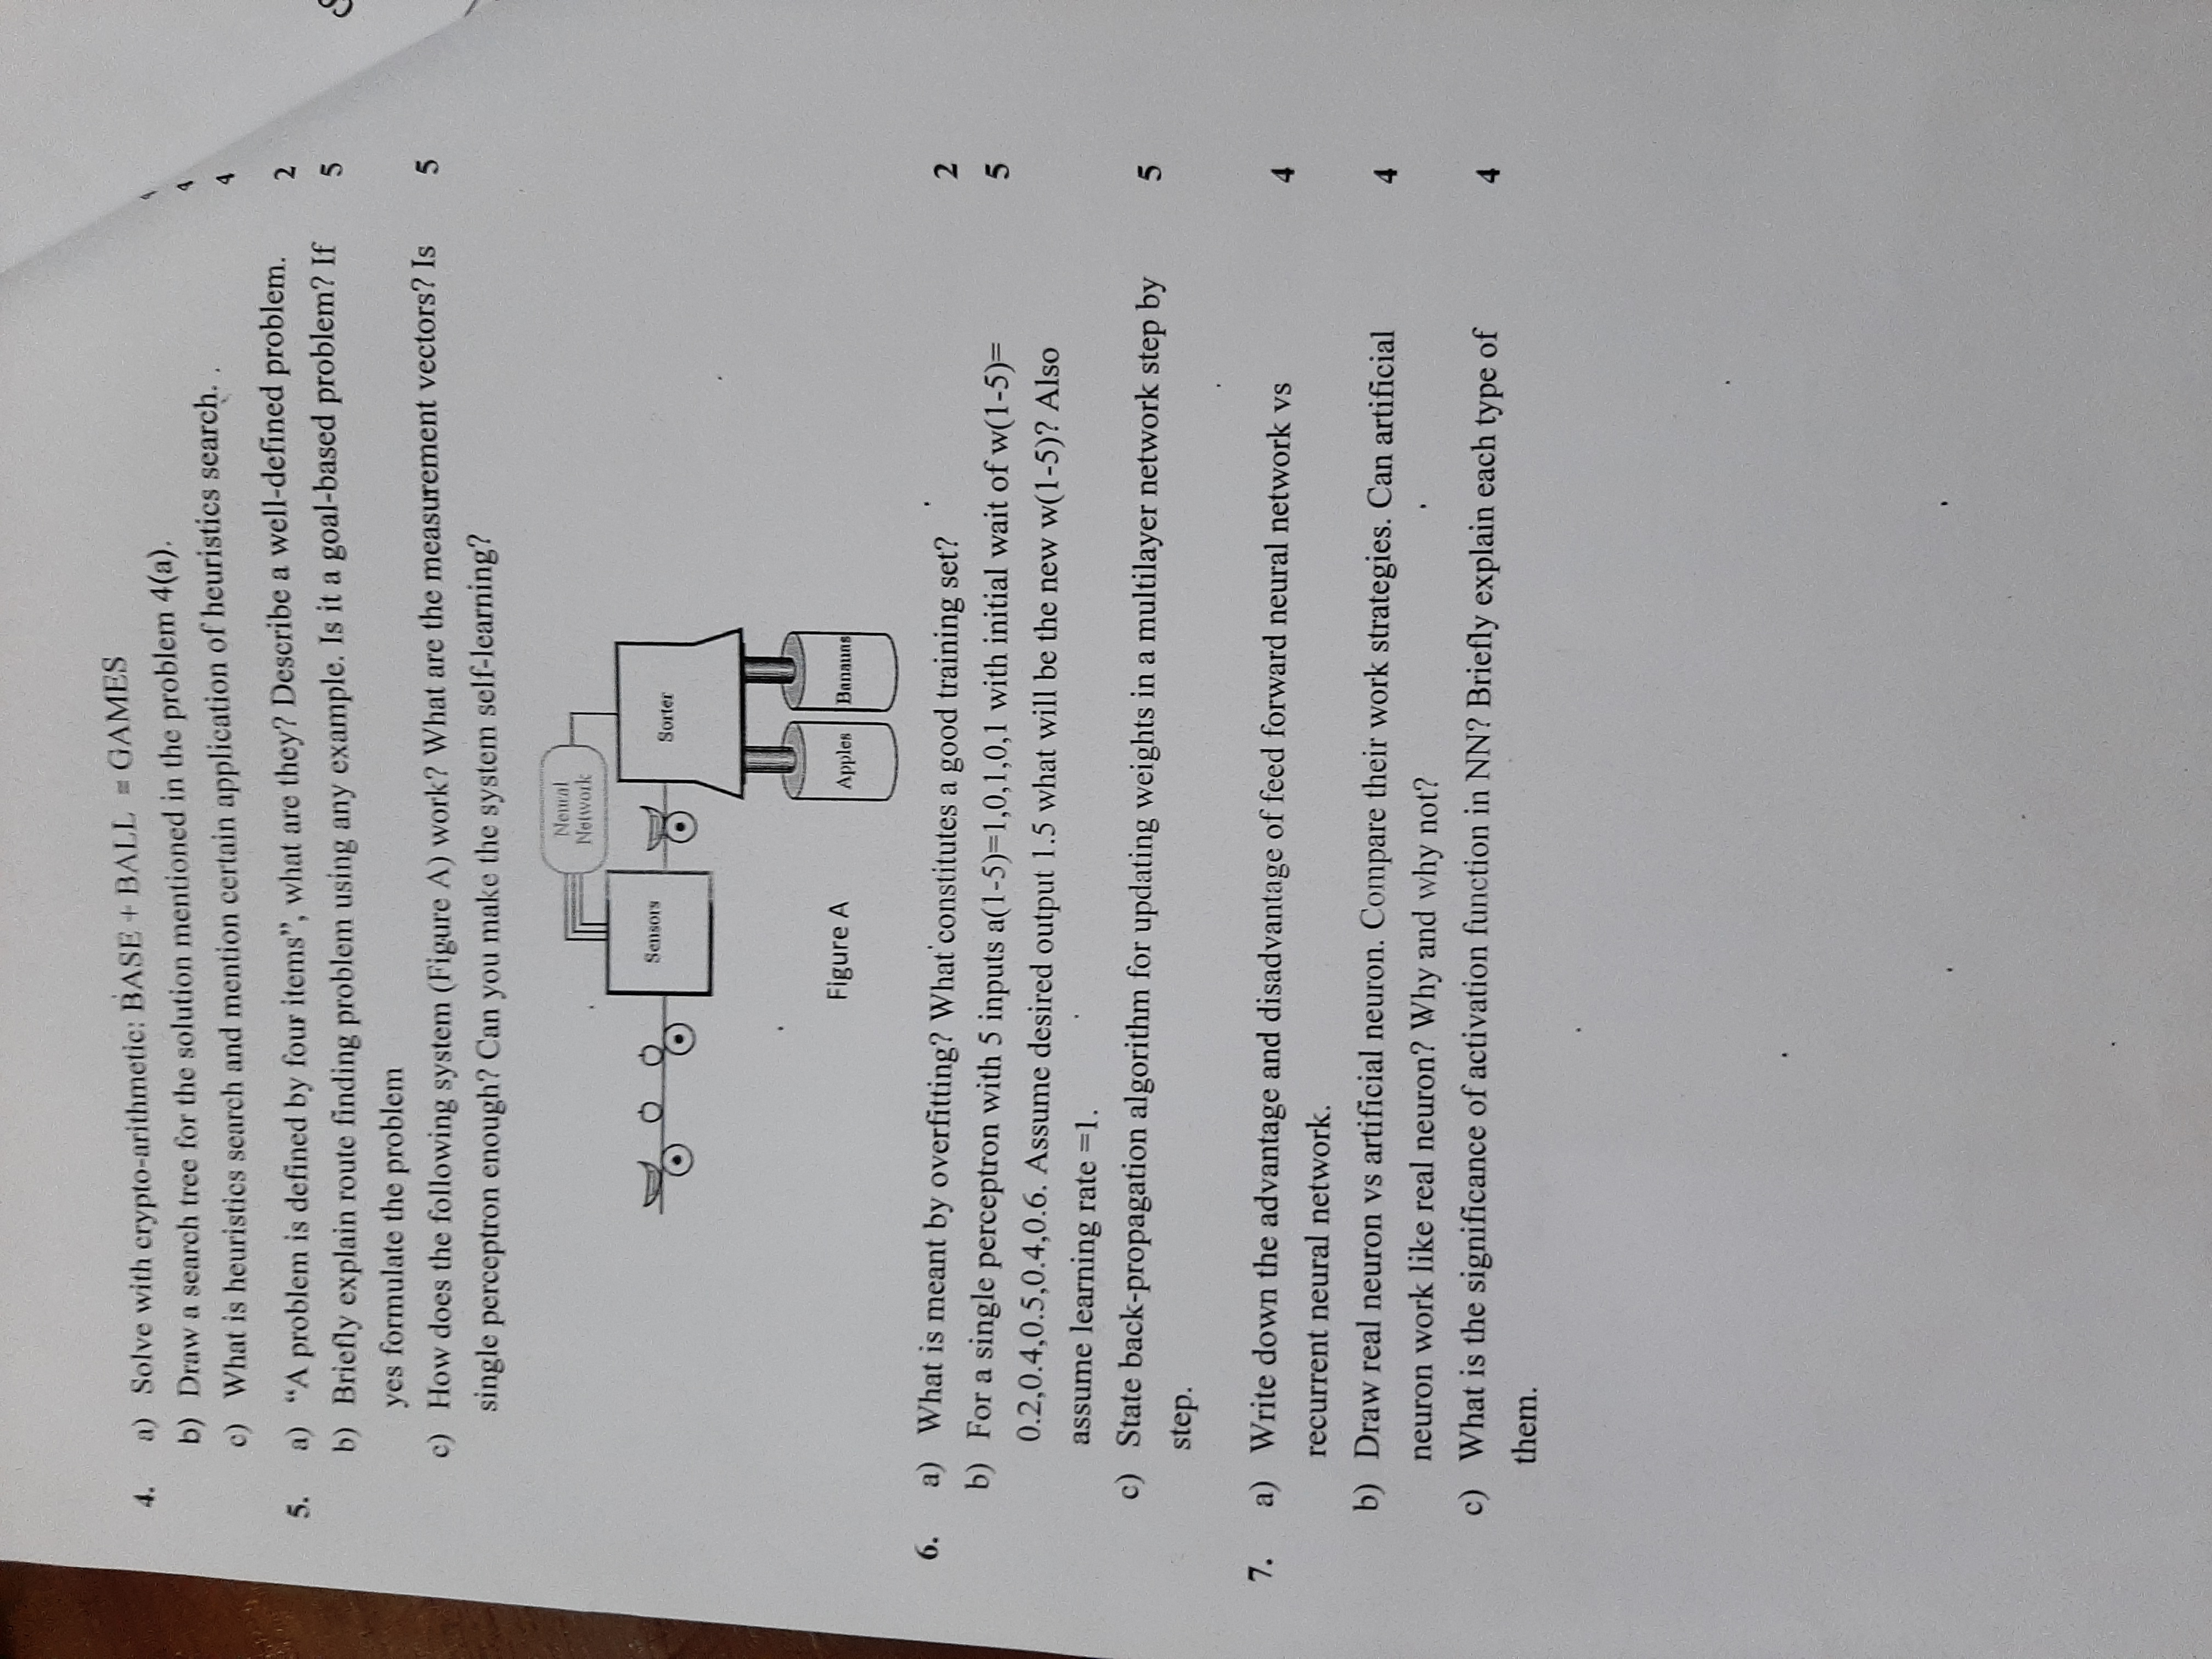 4. a) Solve with crypto-arithmetic: BASE + BALL = GAMES
b) Draw a search tree for the solution mentioned in the problem 4(a). 4
c) What is heuristics search and mention certain application of heuristics search. . 4
5. a) “A problem is defined by four items”, what are they? Describe a well-defined problem. 2
b) Briefly explain route finding problem using any example. Is it a goal-based problem? If 5
yes formulate the problem
c) How does the following system (Figure A) work? What are the measurement vectors? Is 5
single perceptron enough? Can you make the system self-learning?
Neural
Network
Sensors
Sorter
Figure A
Apples Bananas
6. a) What is meant by overfitting? What constitutes a good training set? 2
b) For a single perceptron with 5 inputs a(1-5)=1,0,1,0,1 with initial wait of w(1-5)= 5
0.2,0.4,0.5,0.4,0.6. Assume desired output 1.5 what will be the new w(1-5)? Also
assume learning rate =1.
c) State back-propagation algorithm for updating weights in a multilayer network step by 5
step.
7. a) Write down the advantage and disadvantage of feed forward neural network vs 4
recurrent neural network.
b) Draw real neuron vs artificial neuron. Compare their work strategies. Can artificial 4
neuron work like real neuron? Why and why not?
c) What is the significance of activation function in NN? Briefly explain each type of 4
them.